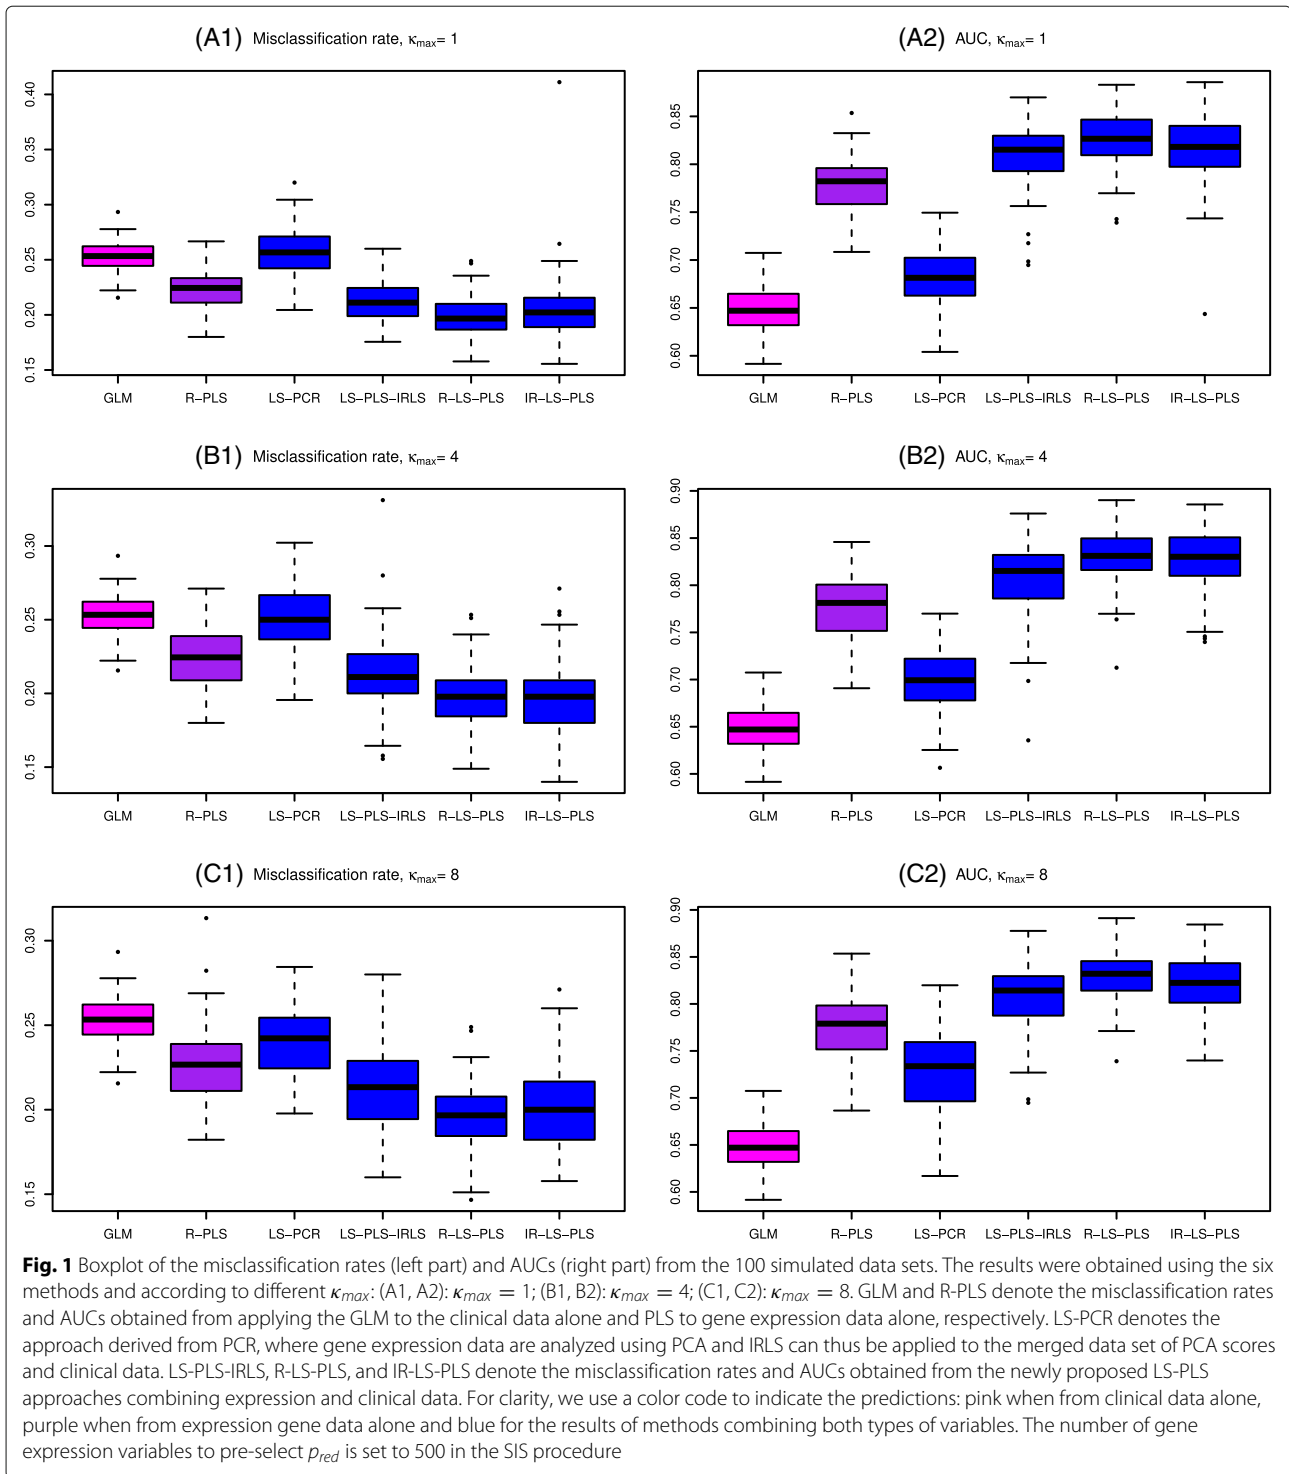 (A1) Misclassification rate, κmax= 1
0.40
0.35
0.30
0.25
0.20
0.15
GLM R−PLS LS−PCR LS−PLS−IRLS R−LS−PLS IR−LS−PLS
(A2) AUC, κmax= 1
0.85
0.80
0.75
0.70
0.65
0.60
GLM R−PLS LS−PCR LS−PLS−IRLS R−LS−PLS IR−LS−PLS
(B1) Misclassification rate, κmax= 4
0.30
0.25
0.20
0.15
GLM R−PLS LS−PCR LS−PLS−IRLS R−LS−PLS IR−LS−PLS
(B2) AUC, κmax= 4
0.90
0.85
0.80
0.75
0.70
0.65
0.60
GLM R−PLS LS−PCR LS−PLS−IRLS R−LS−PLS IR−LS−PLS
(C1) Misclassification rate, κmax= 8
0.30
0.25
0.20
0.15
GLM R−PLS LS−PCR LS−PLS−IRLS R−LS−PLS IR−LS−PLS
(C2) AUC, κmax= 8
0.90
0.85
0.80
0.75
0.70
0.65
0.60
GLM R−PLS LS−PCR LS−PLS−IRLS R−LS−PLS IR−LS−PLS
Fig. 1 Boxplot of the misclassification rates (left part) and AUCs (right part) from the 100 simulated data sets. The results were obtained using the six
methods and according to different κmax: (A1, A2): κmax = 1; (B1, B2): κmax = 4; (C1, C2): κmax = 8. GLM and R-PLS denote the misclassification rates
and AUCs obtained from applying the GLM to the clinical data alone and PLS to gene expression data alone, respectively. LS-PCR denotes the
approach derived from PCR, where gene expression data are analyzed using PCA and IRLS can thus be applied to the merged data set of PCA scores
and clinical data. LS-PLS-IRLS, R-LS-PLS, and IR-LS-PLS denote the misclassification rates and AUCs obtained from the newly proposed LS-PLS
approaches combining expression and clinical data. For clarity, we use a color code to indicate the predictions: pink when from clinical data alone,
purple when from expression gene data alone and blue for the results of methods combining both types of variables. The number of gene
expression variables to pre-select pred is set to 500 in the SIS procedure